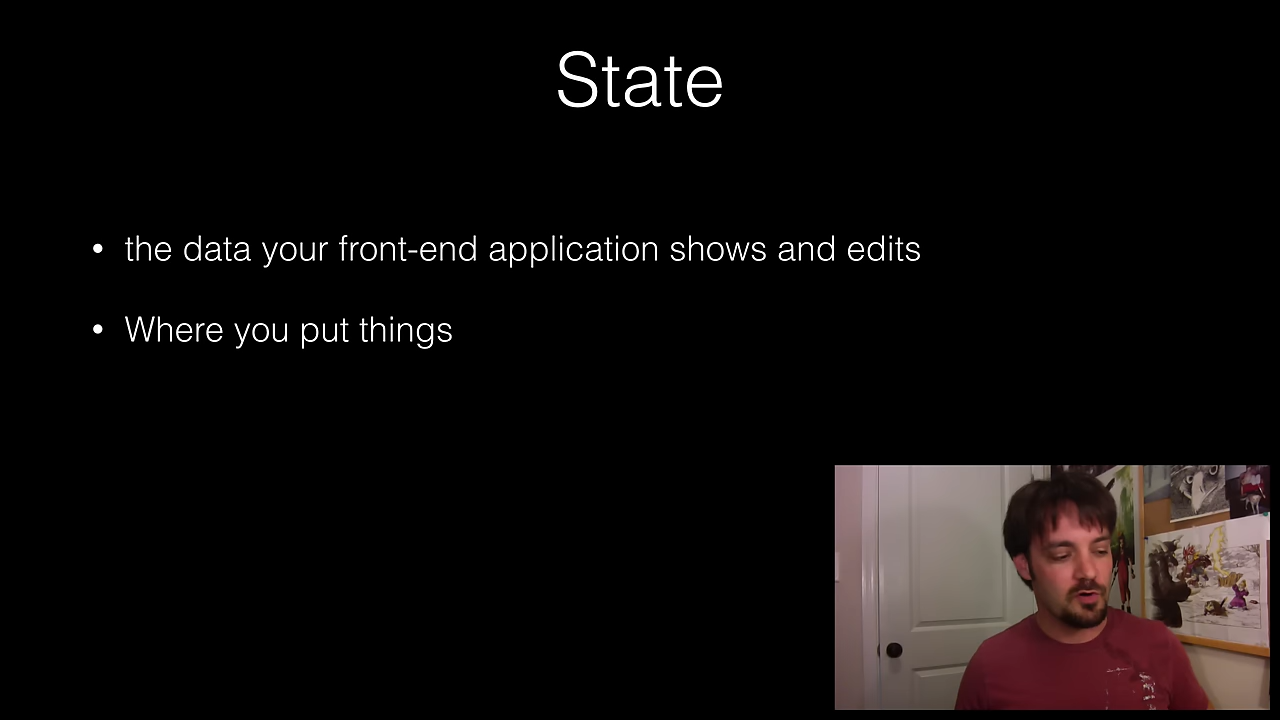 State
• the data your front-end application shows and edits
• Where you put things